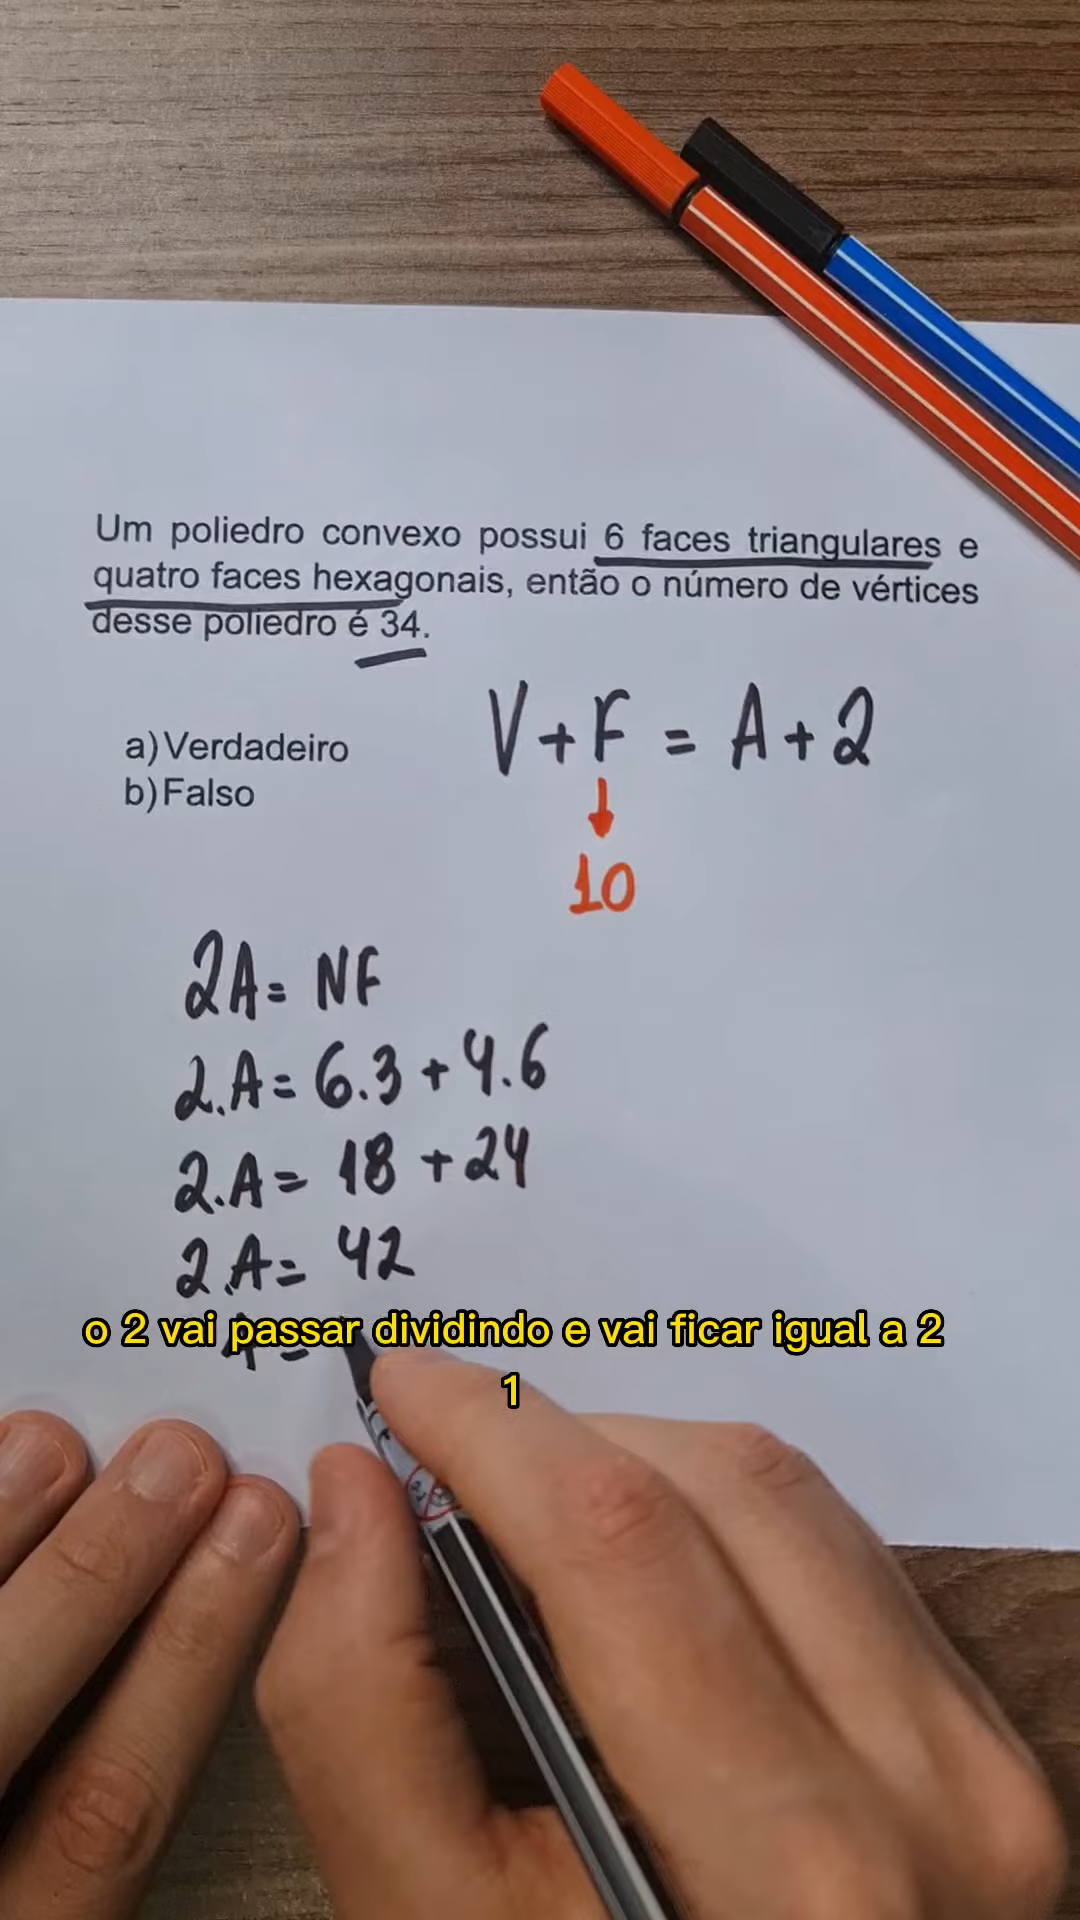 Um poliedro convexo possui 6 faces triangulares e
quatro faces hexagonais, então o número de vértices
desse poliedro é 34.
a) Verdadeiro
b) Falso
V + F = A + 2
10
2A = NF
2.A = 6.3 + 4.6
2.A = 18 + 24
2.A = 42
A =
o 2 vai passar dividindo e vai ficar igual a 2
1